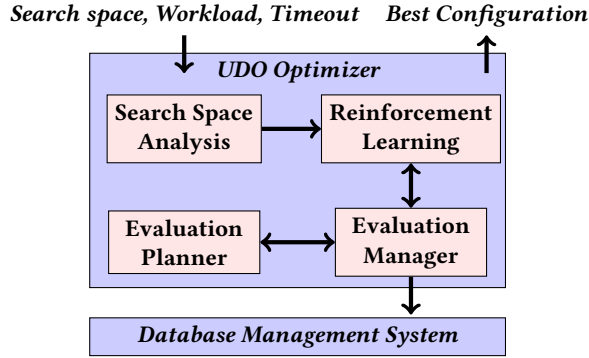 Search space, Workload, Timeout
Best Configuration
UDO Optimizer
Search Space
Analysis
Reinforcement
Learning
Evaluation
Planner
Evaluation
Manager
Database Management System